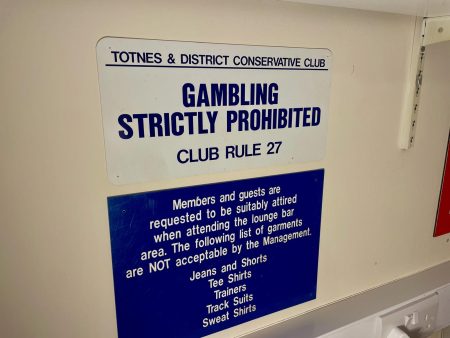 TOTNES & DISTRICT CONSERVATIVE CLUB
GAMBLING
STRICTLY PROHIBITED
CLUB RULE 27
Members and guests are
requested to be suitably attired
when attending the lounge bar
area. The following list of garments
are NOT acceptable by the Management.
Jeans and Shorts
Tee Shirts
Trainers
Track Suits
Sweat Shirts